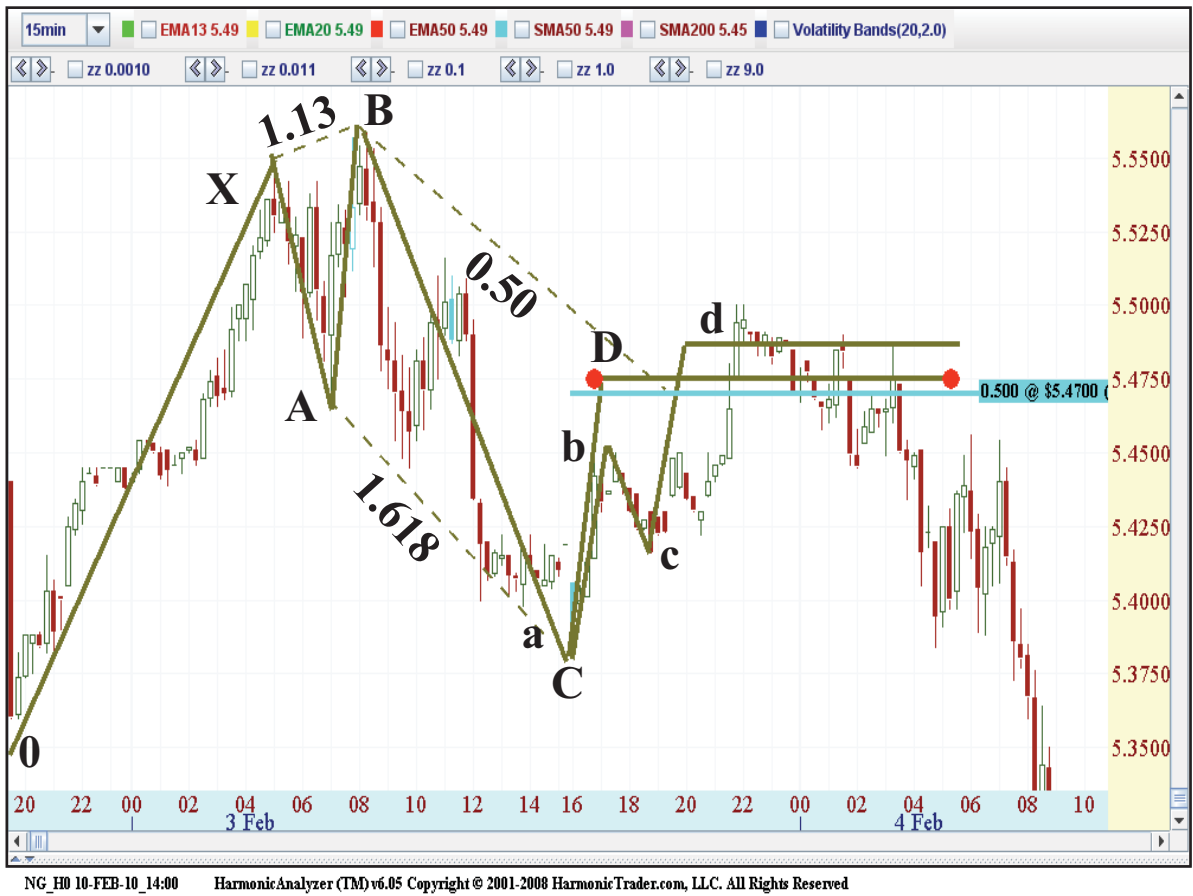 15min EMA13 5.49 EMA20 5.49 EMA50 5.49 SMA50 5.49 SMA200 5.45 Volatility Bands(20,2.0)
zz 0.0010 zz 0.011 zz 0.1 zz 1.0 zz 9.0
1.13
B
X
5.5500
5.5250
0.50
5.5000
d
D
5.4750
0.500 @ $5.4700 (
A
b
5.4500
1.618
5.4250
c
5.4000
a
C
5.3750
0
5.3500
20 22 00 02 04 06 08 10 12 14 16 18 20 22 00 02 04 06 08 10
3 Feb 4 Feb
NG_H0 10-FEB-10_14:00 HarmonicAnalyzer (TM) v6.05 Copyright © 2001-2008 HarmonicTrader.com, LLC. All Rights Reserved